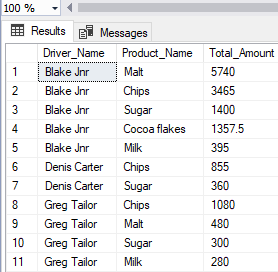 100 %
Results Messages
Driver_Name Product_Name Total_Amount
1 Blake Jnr Malt 5740
2 Blake Jnr Chips 3465
3 Blake Jnr Sugar 1400
4 Blake Jnr Cocoa flakes 1357.5
5 Blake Jnr Milk 395
6 Denis Carter Chips 855
7 Denis Carter Sugar 360
8 Greg Tailor Chips 1080
9 Greg Tailor Malt 480
10 Greg Tailor Sugar 300
11 Greg Tailor Milk 280